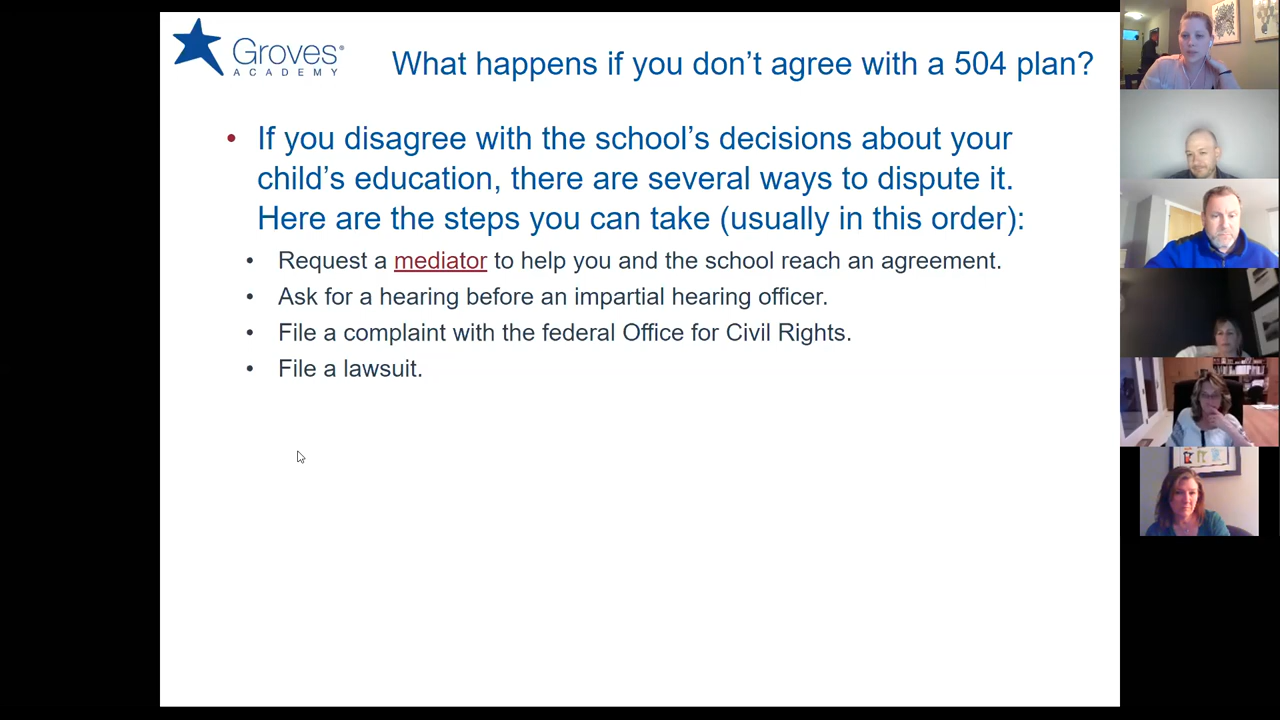 Groves®
ACADEMY
What happens if you don’t agree with a 504 plan?
• If you disagree with the school’s decisions about your
child’s education, there are several ways to dispute it.
Here are the steps you can take (usually in this order):
• Request a mediator to help you and the school reach an agreement.
• Ask for a hearing before an impartial hearing officer.
• File a complaint with the federal Office for Civil Rights.
• File a lawsuit.